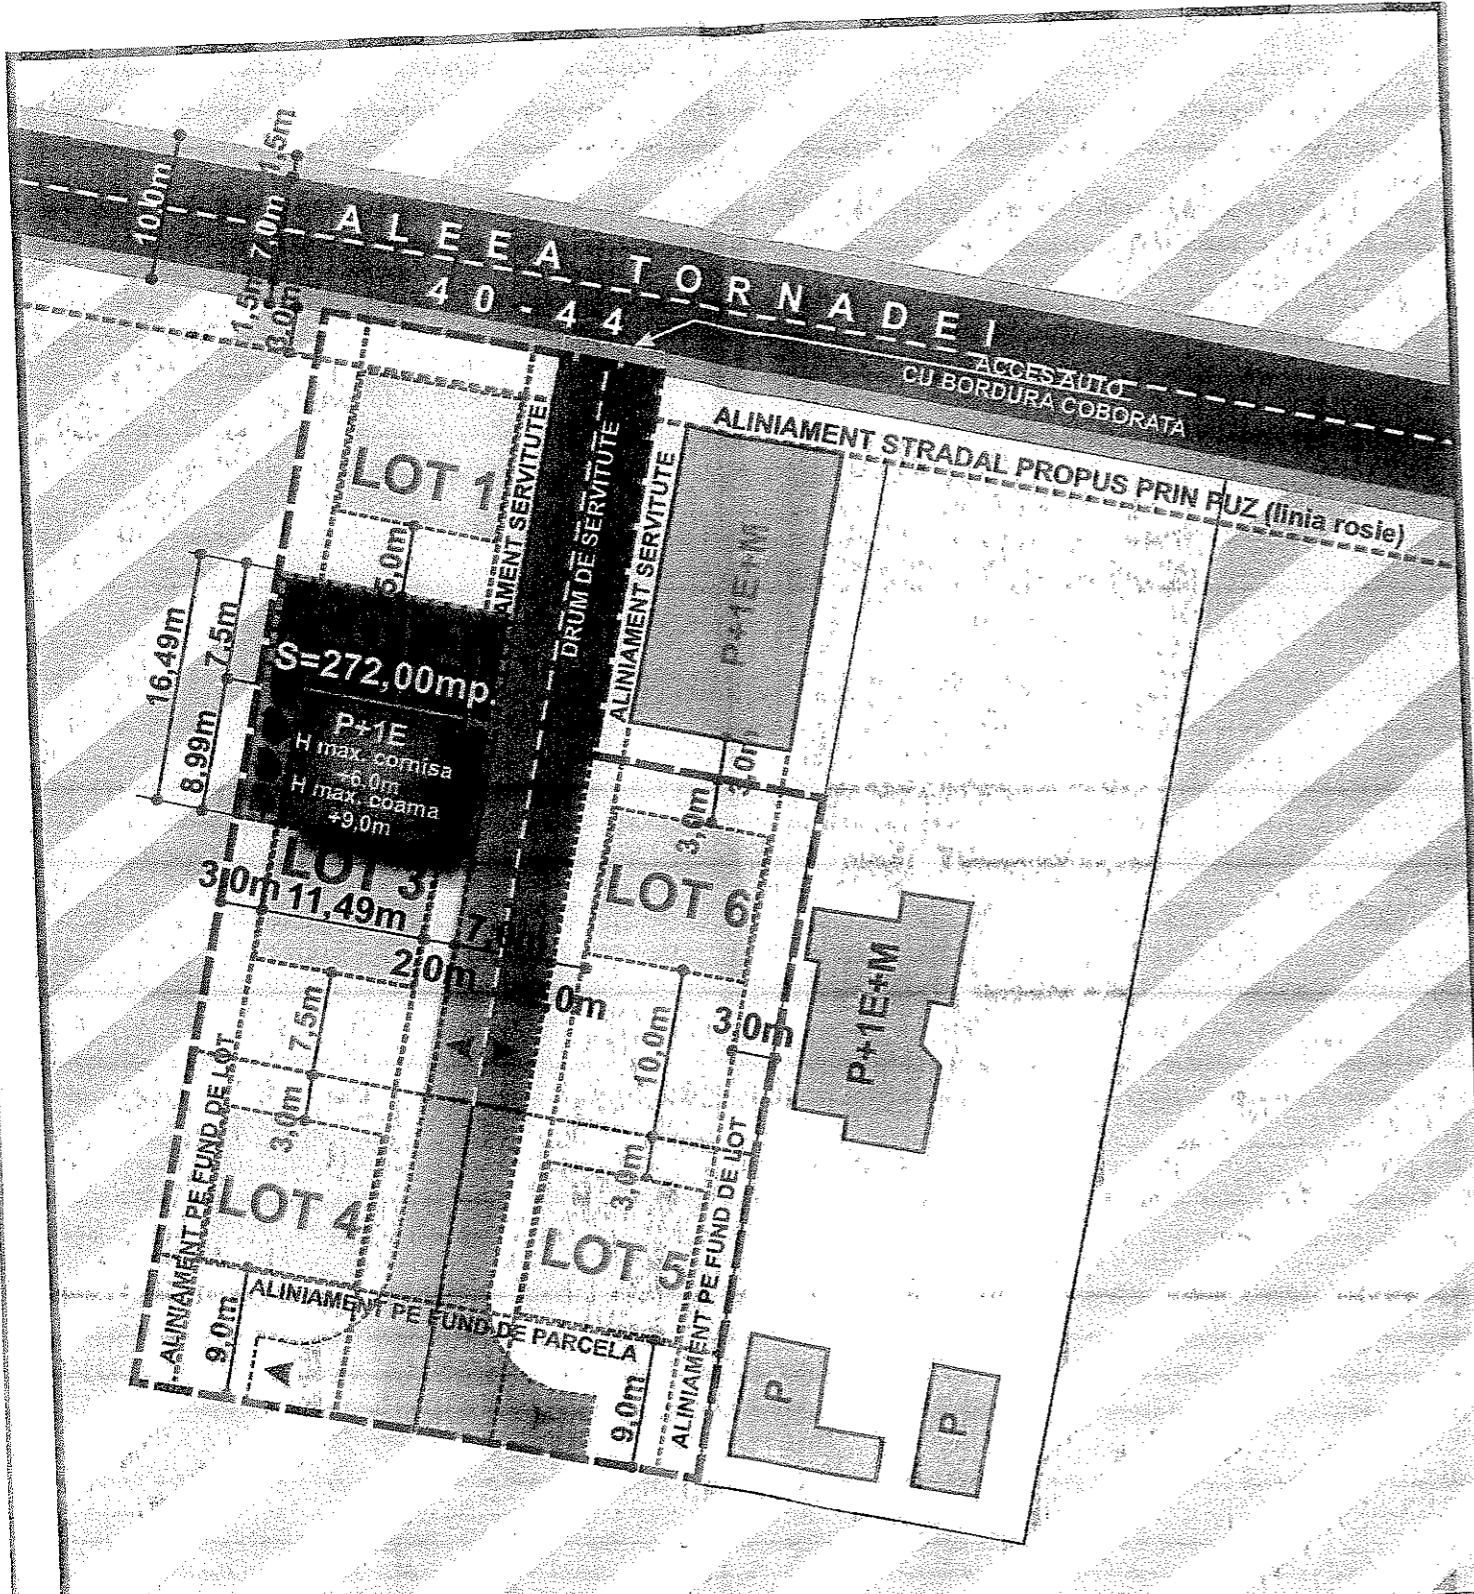 10,0m
1,5m
7,0m
1,5m
3,0m
ALEEA TORNADEI
40-44
ACCES AUTO
CU BORDURA COBORATA
ALINIAMENT STRADAL PROPUS PRIN PUZ (linia rosie)
LOT 1
AMENT SERVITUTE
DRUM DE SERVITUTE
ALINIAMENT SERVITUTE
P+1E+M
5,0m
16,49m
7,5m
8,99m
S=272,00mp.
P+1E
H max. cornisa
+6,0m
H max. coama
+9,0m
LOT 3
3,0m
11,49m
2,0m
7,
,0m
3,0m
3,0m
LOT 6
P+1E+M
7,5m
3,0m
10,0m
3,0m
3,0m
LOT 4
LOT 5
ALINIAMENT PE FUND DE LOT
ALINIAMENT PE FUND DE LOT
ALINIAMENT PE FUND DE PARCELA
9,0m
9,0m
P
P